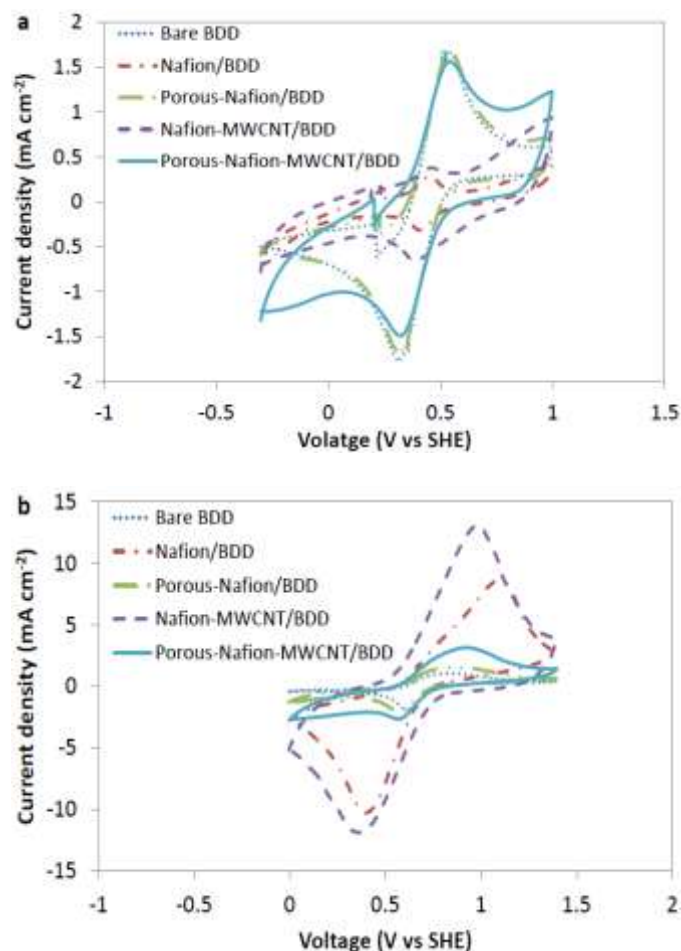 a
2
1.5
1
0.5
0
-0.5
-1
-1.5
-2
Current density (mA cm-2)
Bare BDD
Nafion/BDD
Porous-Nafion/BDD
Nafion-MWCNT/BDD
Porous-Nafion-MWCNT/BDD
-1 -0.5 0 0.5 1 1.5
Volatge (V vs SHE)
b
15
10
5
0
-5
-10
-15
Current density (mA cm-2)
Bare BDD
Nafion/BDD
Porous-Nafion/BDD
Nafion-MWCNT/BDD
Porous-Nafion-MWCNT/BDD
-1 -0.5 0 0.5 1 1.5 2
Voltage (V vs SHE)